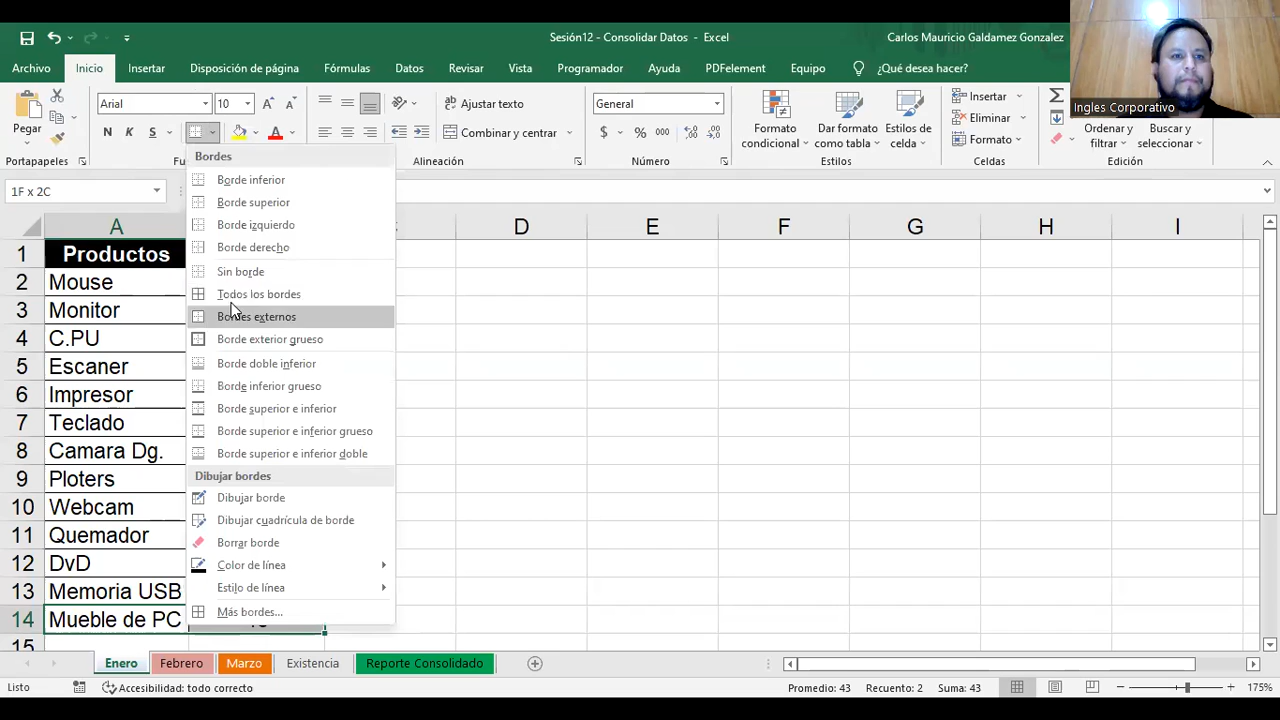 Sesión12 - Consolidar Datos - Excel
Carlos Mauricio Galdamez Gonzalez
Ingles Corporativo
Archivo Inicio Insertar Disposición de página Fórmulas Datos Revisar Vista Programador Ayuda PDFelement Equipo ¿Qué desea hacer?
Pegar
Portapapeles
Arial 10
N K S
Ajustar texto
Combinar y centrar
Alineación
General
$ % 000
Número
Formato condicional
Dar formato como tabla
Estilos de celda
Estilos
Insertar
Eliminar
Formato
Celdas
Ordenar y filtrar
Buscar y seleccionar
Edición
1F x 2C
Bordes
Borde inferior
Borde superior
Borde izquierdo
Borde derecho
Sin borde
Todos los bordes
Bordes externos
Borde exterior grueso
Borde doble inferior
Borde inferior grueso
Borde superior e inferior
Borde superior e inferior grueso
Borde superior e inferior doble
Dibujar bordes
Dibujar borde
Dibujar cuadrícula de borde
Borrar borde
Color de línea
Estilo de línea
Más bordes...
A D E F G H I
1 Productos
2 Mouse
3 Monitor
4 C.PU
5 Escaner
6 Impresor
7 Teclado
8 Camara Dg.
9 Ploters
10 Webcam
11 Quemador
12 DvD
13 Memoria USB
14 Mueble de PC
15
Enero Febrero Marzo Existencia Reporte Consolidado
Listo Accesibilidad: todo correcto Promedio: 43 Recuento: 2 Suma: 43 175%